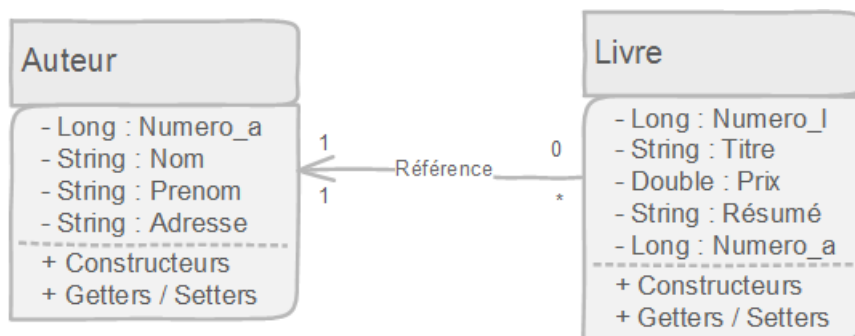 Auteur
- Long : Numero_a
- String : Nom
- String : Prenom
- String : Adresse
+ Constructeurs
+ Getters / Setters
1
1
Référence
0
*
Livre
- Long : Numero_l
- String : Titre
- Double : Prix
- String : Résumé
- Long : Numero_a
+ Constructeurs
+ Getters / Setters